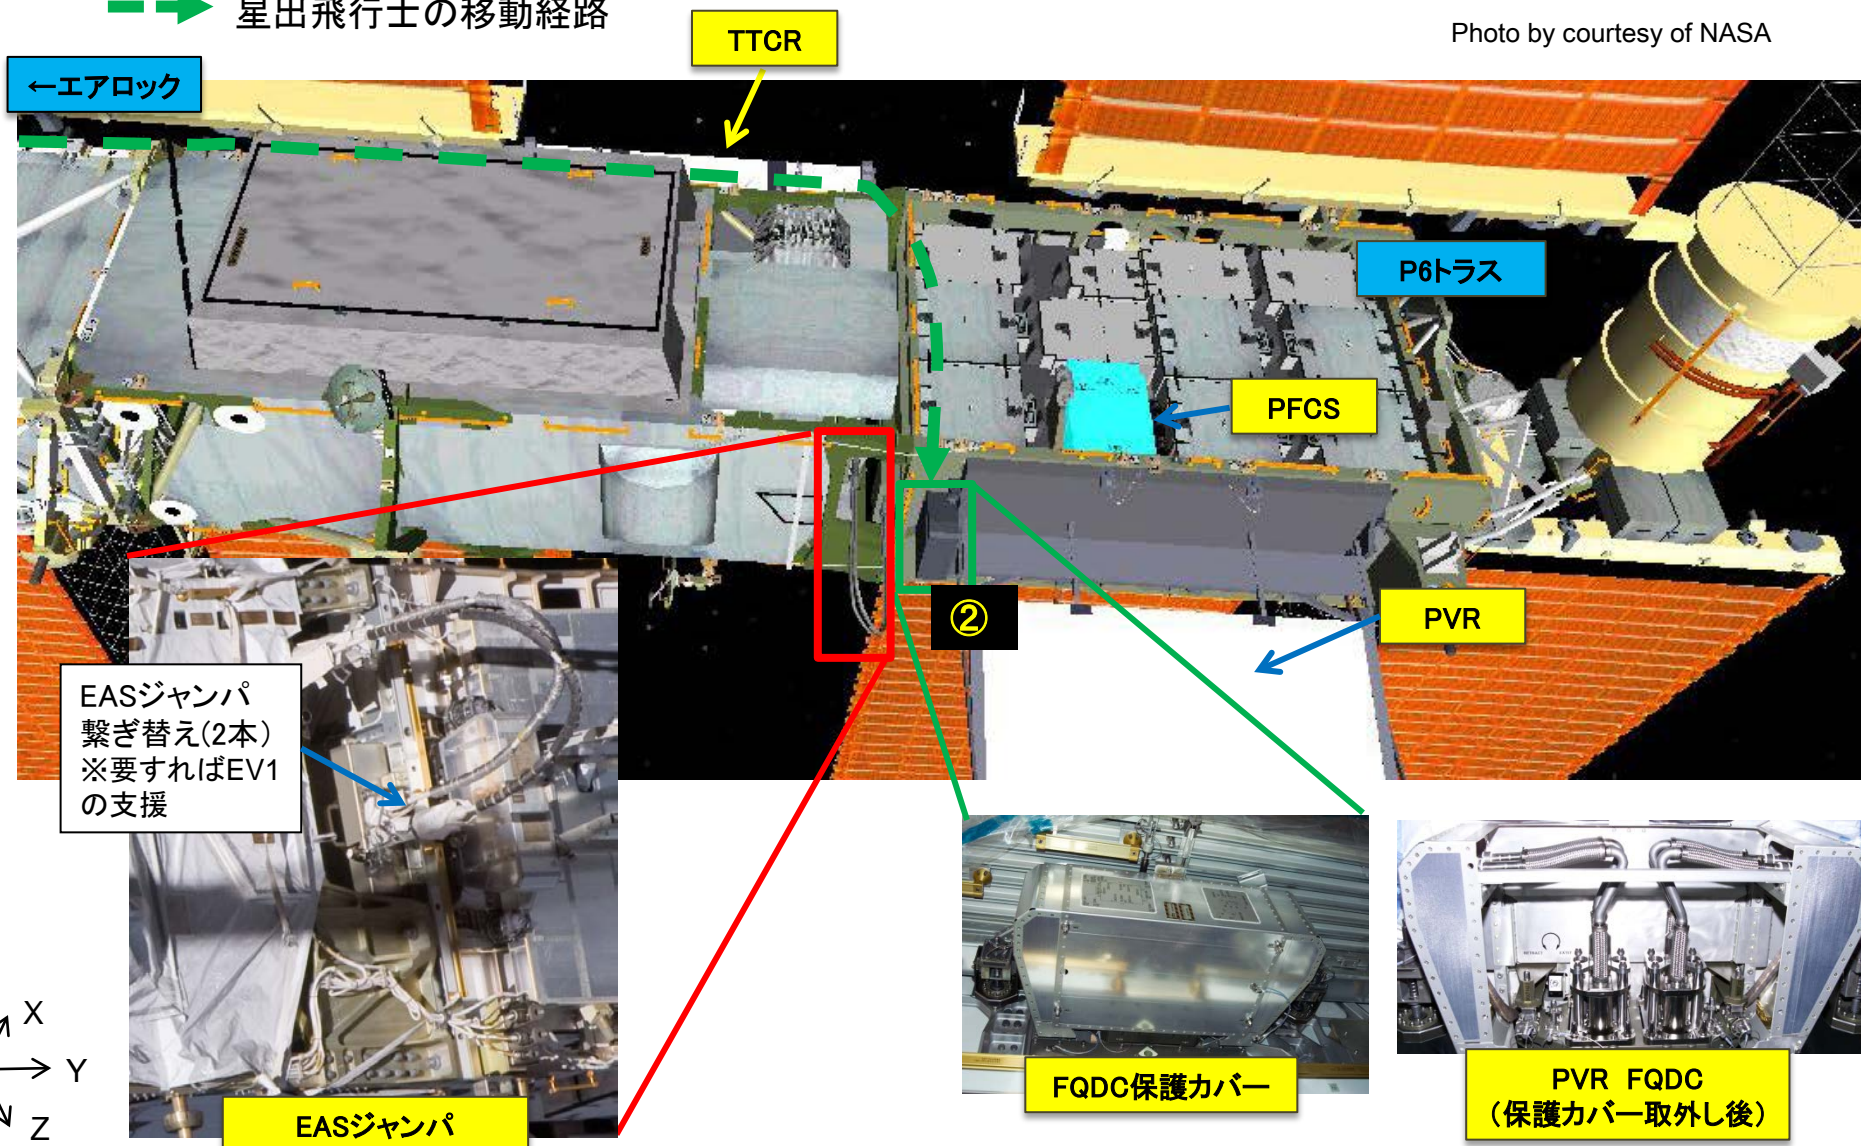 星出飛行士の移動経路
Photo by courtesy of NASA
TTCR
←エアロック
P6トラス
PFCS
②
PVR
EASジャンパ
繋ぎ替え(2本)
※要すればEV1
の支援
X
Y
Z
EASジャンパ
FQDC保護カバー
PVR FQDC
（保護カバー取外し後）